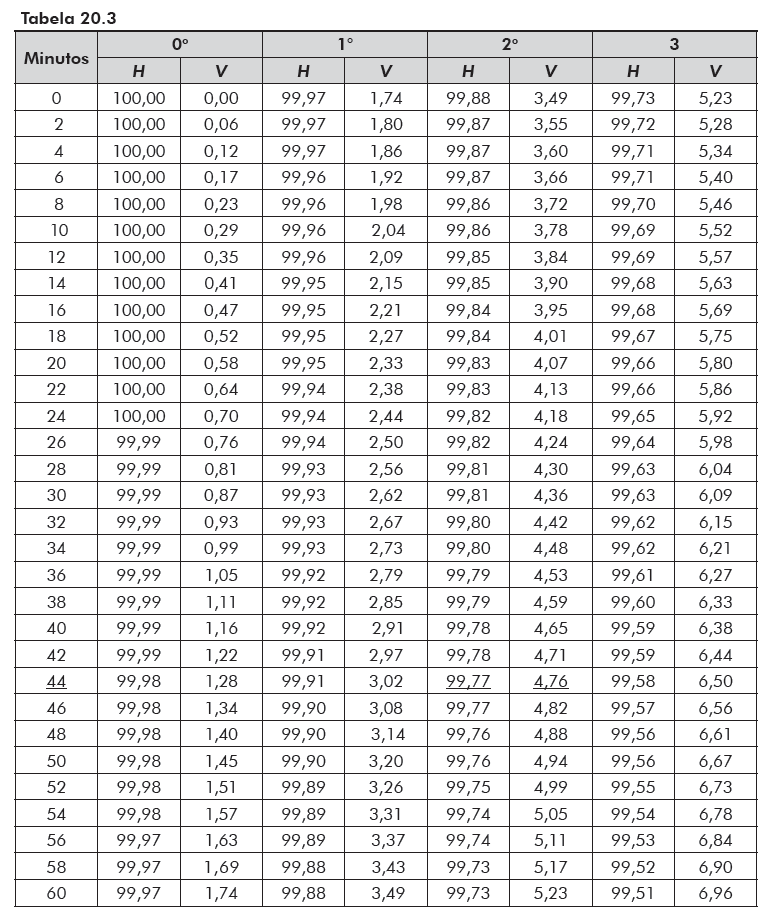 Tabela 20.3
Minutos 0º 1° 2º 3
H V H V H V H V
0 100,00 0,00 99,97 1,74 99,88 3,49 99,73 5,23
2 100,00 0,06 99,97 1,80 99,87 3,55 99,72 5,28
4 100,00 0,12 99,97 1,86 99,87 3,60 99,71 5,34
6 100,00 0,17 99,96 1,92 99,87 3,66 99,71 5,40
8 100,00 0,23 99,96 1,98 99,86 3,72 99,70 5,46
10 100,00 0,29 99,96 2,04 99,86 3,78 99,69 5,52
12 100,00 0,35 99,96 2,09 99,85 3,84 99,69 5,57
14 100,00 0,41 99,95 2,15 99,85 3,90 99,68 5,63
16 100,00 0,47 99,95 2,21 99,84 3,95 99,68 5,69
18 100,00 0,52 99,95 2,27 99,84 4,01 99,67 5,75
20 100,00 0,58 99,95 2,33 99,83 4,07 99,66 5,80
22 100,00 0,64 99,94 2,38 99,83 4,13 99,66 5,86
24 100,00 0,70 99,94 2,44 99,82 4,18 99,65 5,92
26 99,99 0,76 99,94 2,50 99,82 4,24 99,64 5,98
28 99,99 0,81 99,93 2,56 99,81 4,30 99,63 6,04
30 99,99 0,87 99,93 2,62 99,81 4,36 99,63 6,09
32 99,99 0,93 99,93 2,67 99,80 4,42 99,62 6,15
34 99,99 0,99 99,93 2,73 99,80 4,48 99,62 6,21
36 99,99 1,05 99,92 2,79 99,79 4,53 99,61 6,27
38 99,99 1,11 99,92 2,85 99,79 4,59 99,60 6,33
40 99,99 1,16 99,92 2,91 99,78 4,65 99,59 6,38
42 99,99 1,22 99,91 2,97 99,78 4,71 99,59 6,44
44 99,98 1,28 99,91 3,02 99,77 4,76 99,58 6,50
46 99,98 1,34 99,90 3,08 99,77 4,82 99,57 6,56
48 99,98 1,40 99,90 3,14 99,76 4,88 99,56 6,61
50 99,98 1,45 99,90 3,20 99,76 4,94 99,56 6,67
52 99,98 1,51 99,89 3,26 99,75 4,99 99,55 6,73
54 99,98 1,57 99,89 3,31 99,74 5,05 99,54 6,78
56 99,97 1,63 99,89 3,37 99,74 5,11 99,53 6,84
58 99,97 1,69 99,88 3,43 99,73 5,17 99,52 6,90
60 99,97 1,74 99,88 3,49 99,73 5,23 99,51 6,96